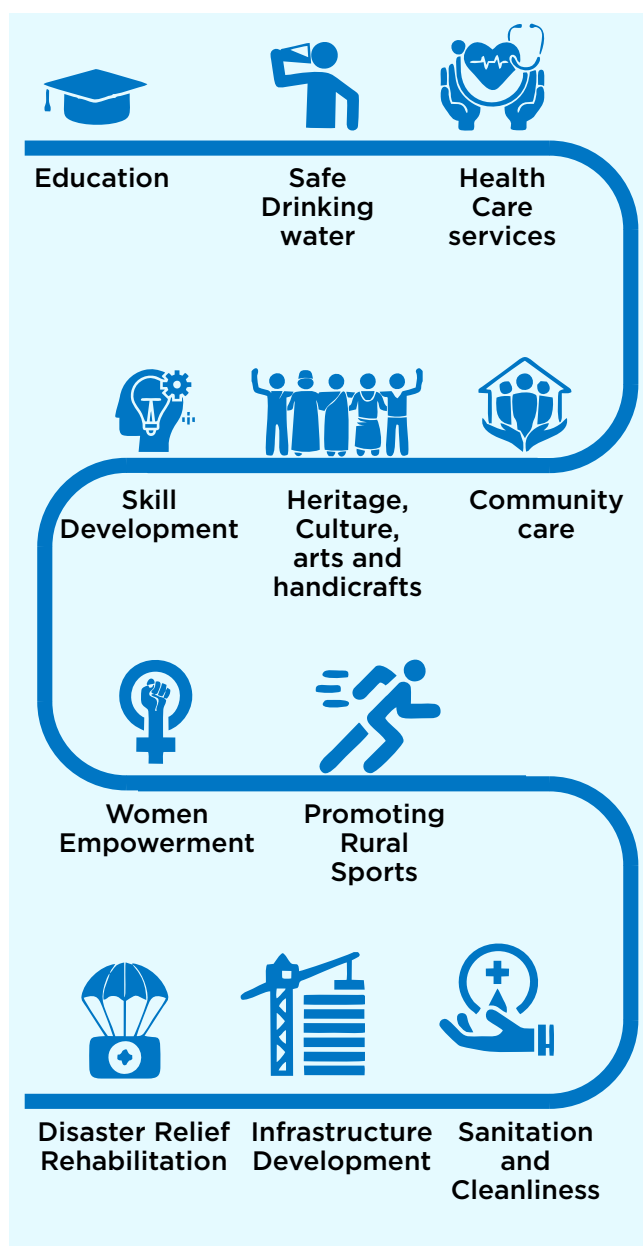 Education
Safe
Drinking
water
Health
Care
services
Skill
Development
Heritage,
Culture,
arts and
handicrafts
Community
care
Women
Empowerment
Promoting
Rural
Sports
Disaster Relief
Rehabilitation
Infrastructure
Development
Sanitation
and
Cleanliness